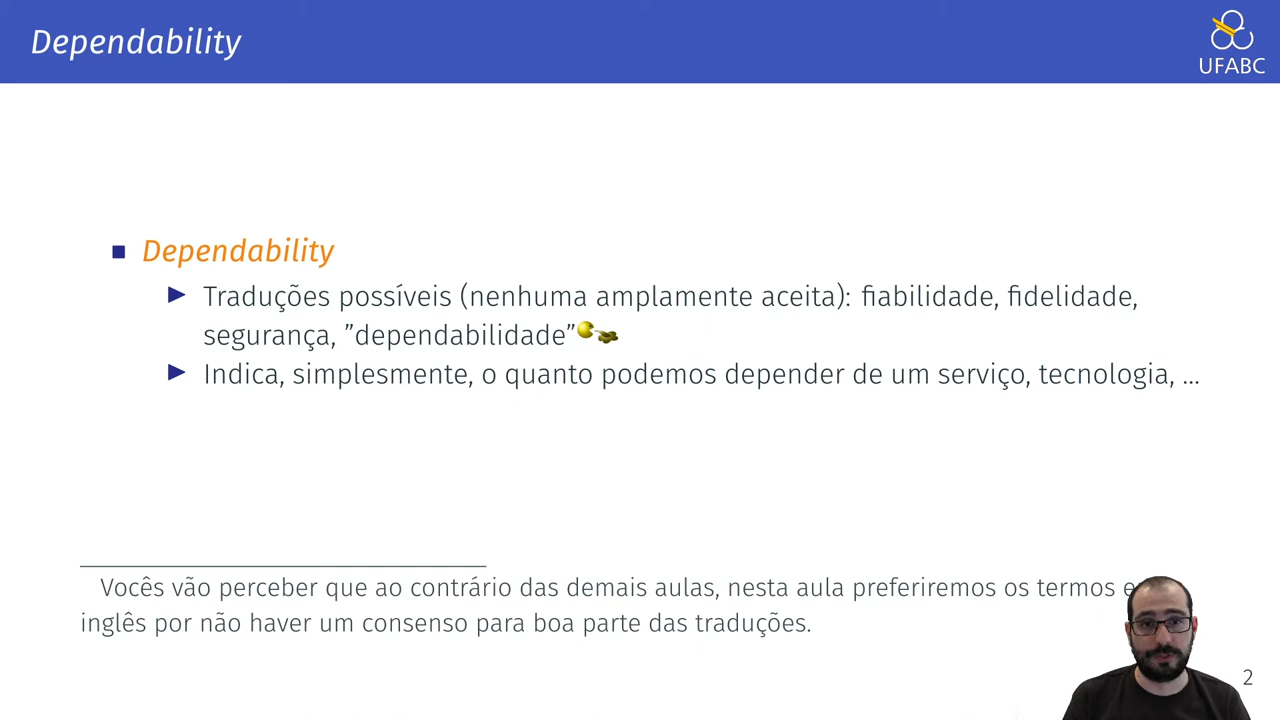 Dependability
UFABC
Dependability
Traduções possíveis (nenhuma amplamente aceita): fiabilidade, fidelidade,
segurança, ”dependabilidade”
Indica, simplesmente, o quanto podemos depender de um serviço, tecnologia, ...
Vocês vão perceber que ao contrário das demais aulas, nesta aula preferiremos os termos
inglês por não haver um consenso para boa parte das traduções.
2